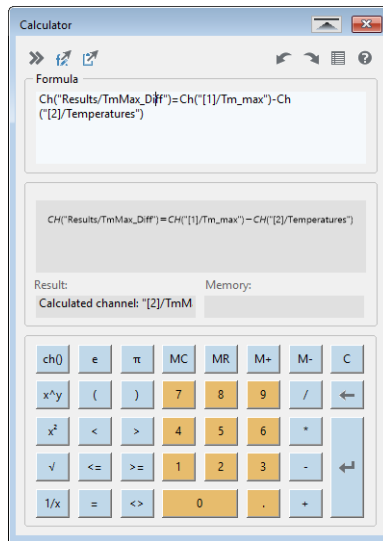 Calculator
Formula
Ch("Results/TmMax_Diff")=Ch("[1]/Tm_max")-Ch
("[2]/Temperatures")
CH("Results/TmMax_Diff")=CH("[1]/Tm_max")−CH("[2]/Temperatures")
Result: Memory:
Calculated channel: "[2]/TmM
ch() e π MC MR M+ M- C
x^y ( ) 7 8 9 / ←
x² < > 4 5 6 *
√ <= >= 1 2 3 - ↵
1/x = <> 0 . +